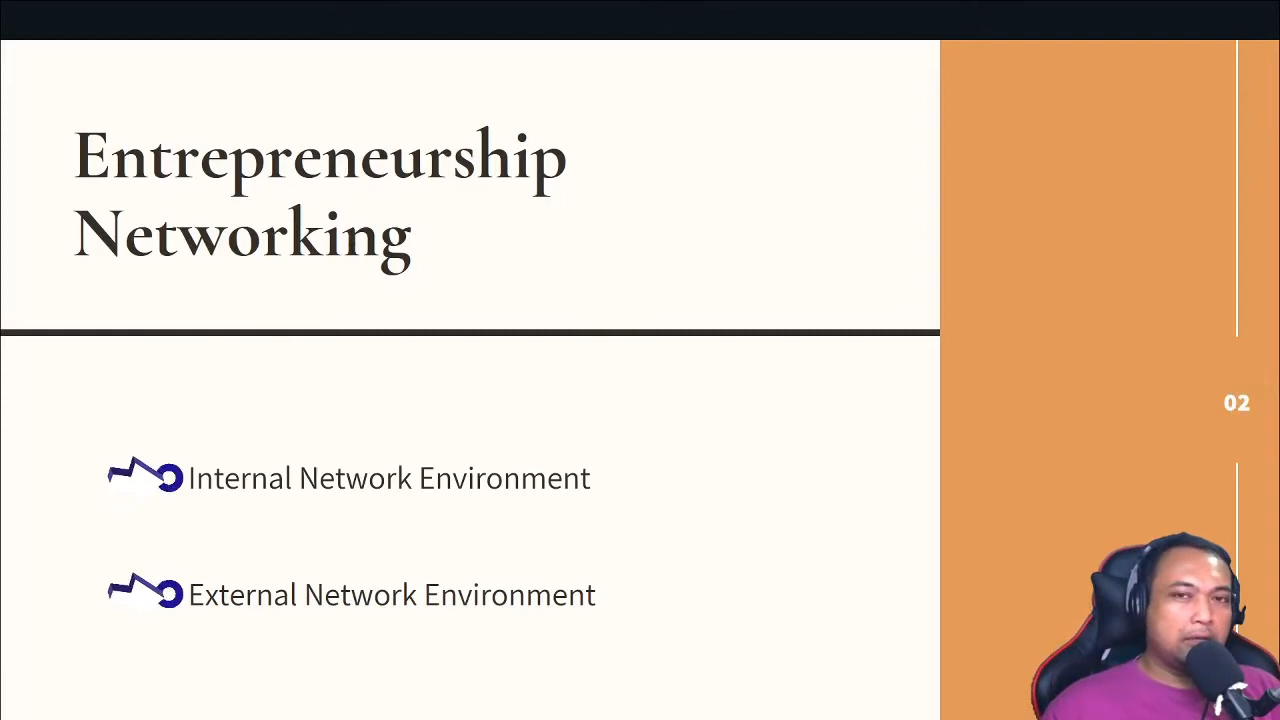 Entrepreneurship
Networking
02
Internal Network Environment
External Network Environment